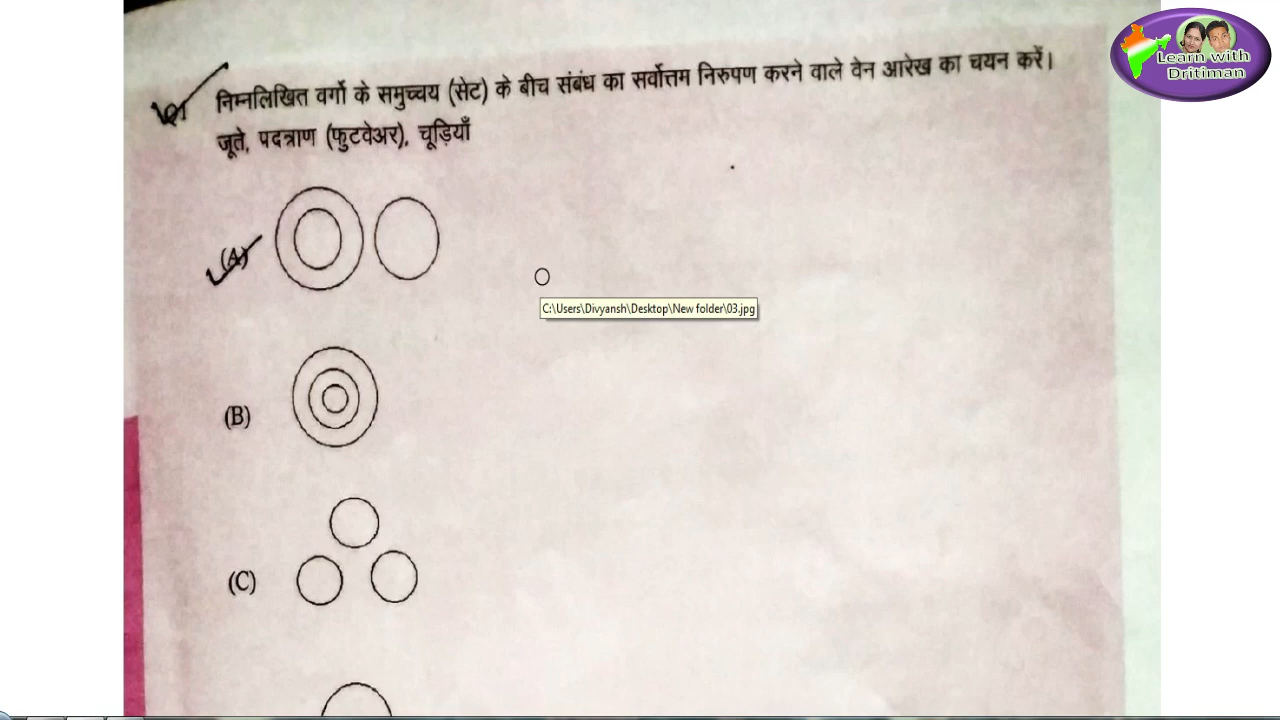 Learn with
Dritiman
निम्नलिखित वर्गो के समुच्चय (सेट) के बीच संबंध का सर्वोत्तम निरुपण करने वाले वेन आरेख का चयन करें।
जूते, पदत्राण (फुटवेअर), चूड़ियाँ
(A)
C:\Users\Divyansh\Desktop\New folder\03.jpg
(B)
(C)